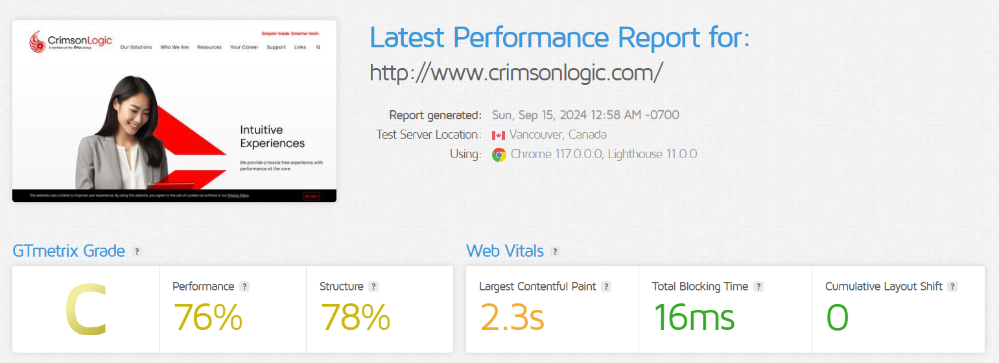 Simpler trade. Smarter tech.
CrimsonLogic
A member of the PSA Group
Our Solutions Who We Are Resources Your Career Support Links
Intuitive
Experiences
We provide a hassle free experience with
performance at the core.
This website uses cookies to improve user experience. By using this website, you agree to the use of cookies as outlined in our Privacy Policy.
Accept
Latest Performance Report for:
http://www.crimsonlogic.com/
Report generated: Sun, Sep 15, 2024 12:58 AM -0700
Test Server Location: Vancouver, Canada
Using: Chrome 117.0.0.0, Lighthouse 11.0.0
GTmetrix Grade ?
C
Performance ?
76%
Structure ?
78%
Web Vitals ?
Largest Contentful Paint ?
2.3s
Total Blocking Time ?
16ms
Cumulative Layout Shift ?
0